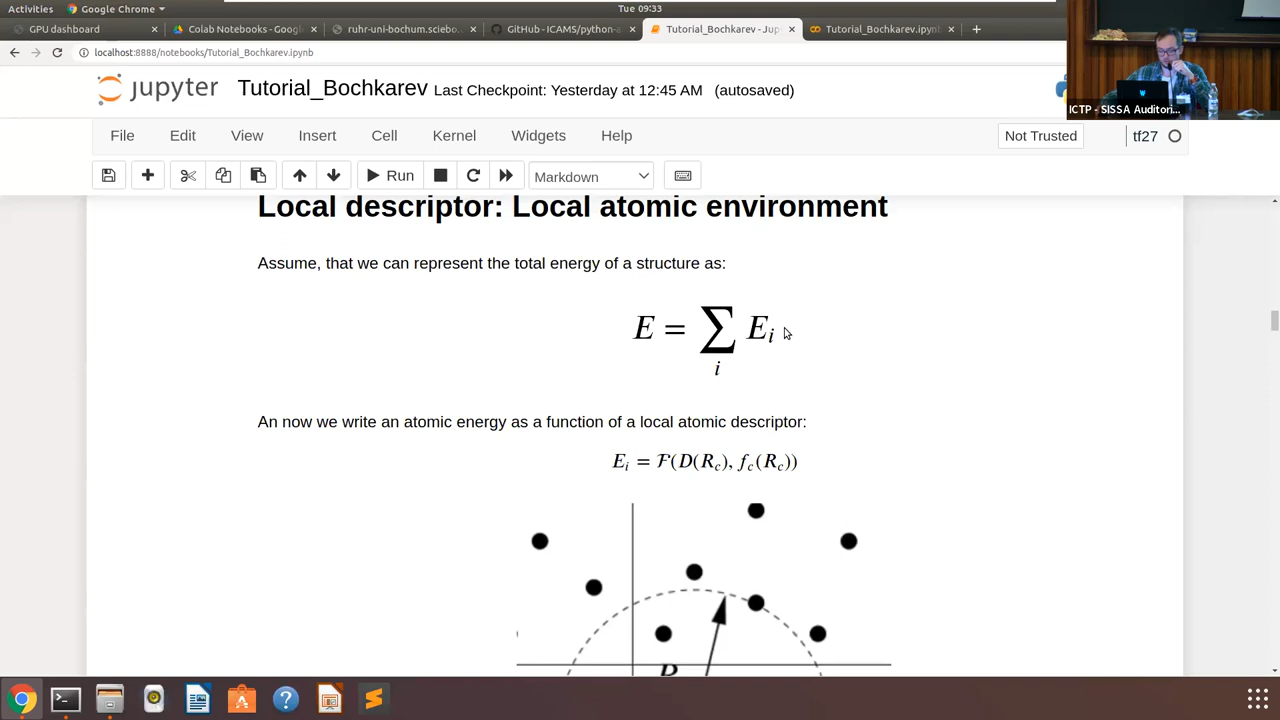 Activities
Google Chrome
Tue 09:33
GPU dashboard
Colab Notebooks - Google
ruhr-uni-bochum.sciebo.
GitHub - ICAMS/python-a
Tutorial_Bochkarev - Jup
Tutorial_Bochkarev.ipynb
localhost:8888/notebooks/Tutorial_Bochkarev.ipynb
jupyter Tutorial_Bochkarev Last Checkpoint: Yesterday at 12:45 AM (autosaved)
ICTP - SISSA Auditori...
File Edit View Insert Cell Kernel Widgets Help
Not Trusted
tf27
Run
Markdown
Local descriptor: Local atomic environment
Assume, that we can represent the total energy of a structure as:
E = ∑_i E_i
An now we write an atomic energy as a function of a local atomic descriptor:
E_i = F(D(R_c), f_c(R_c))